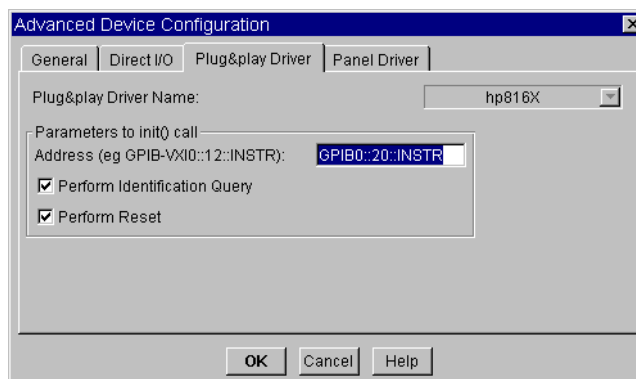 Advanced Device Configuration
General Direct I/O Plug&play Driver Panel Driver
Plug&play Driver Name: hp816X
Parameters to init() call
Address (eg GPIB-VXI0::12::INSTR): GPIB0::20::INSTR
Perform Identification Query
Perform Reset
OK Cancel Help